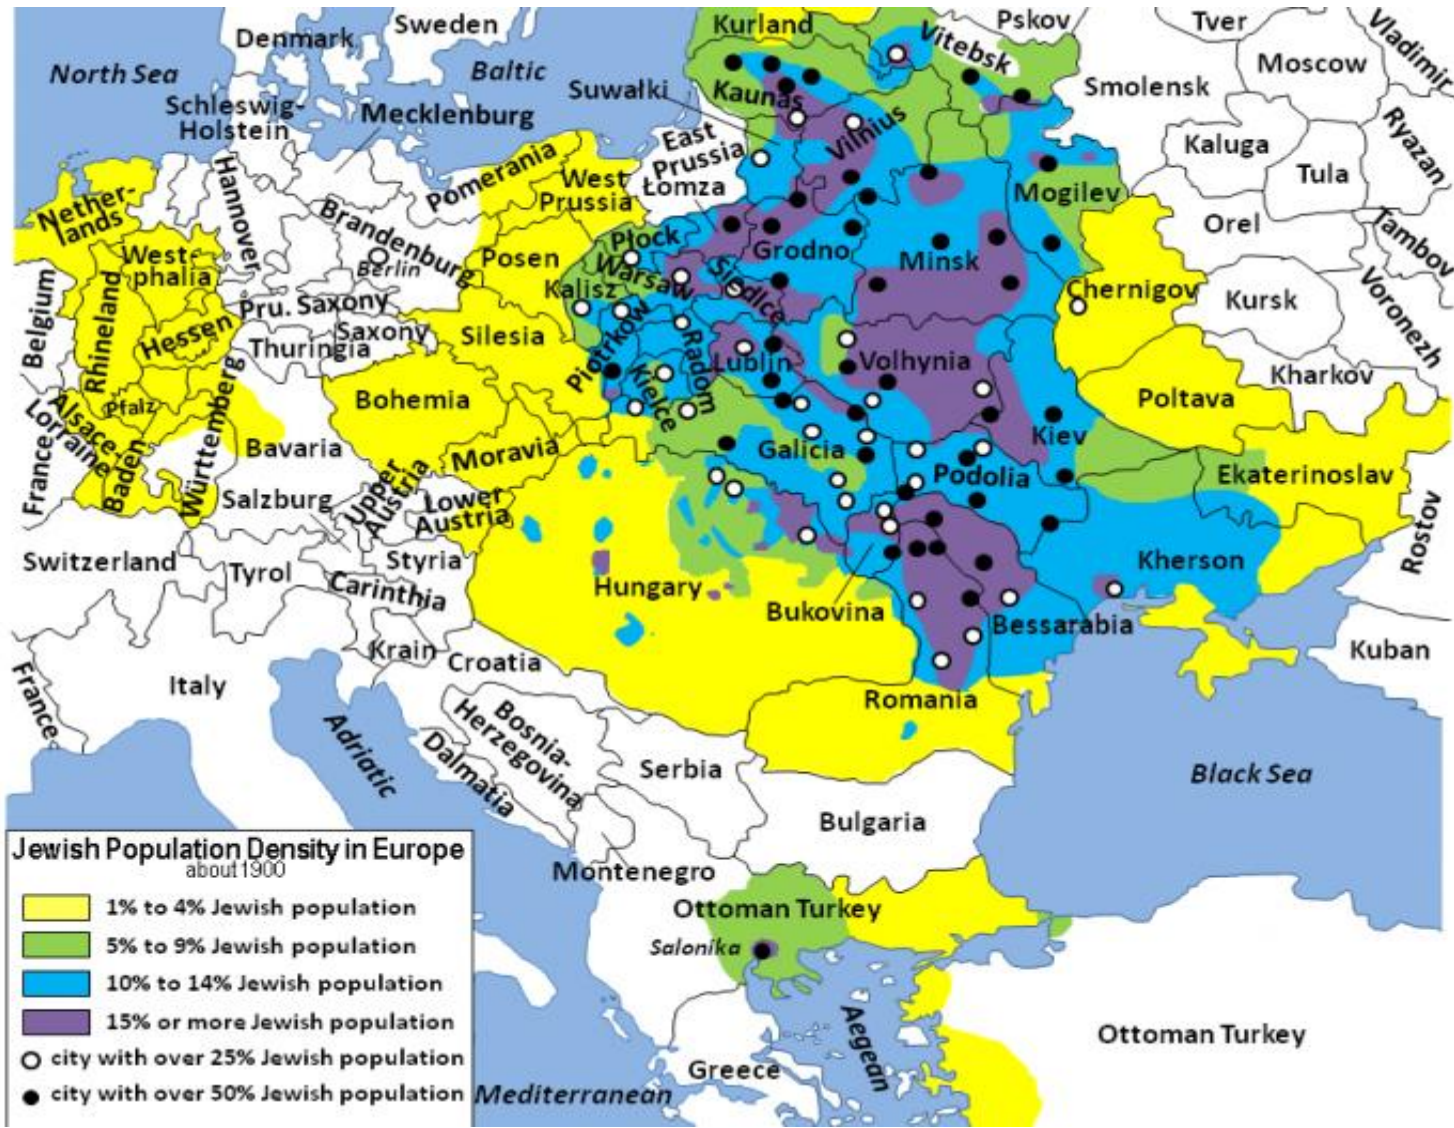 Sweden
Denmark
North Sea
Baltic
Schleswig-
Holstein
Mecklenburg
Kurland
Vitebsk
Pskov
Tver
Vladimir
Moscow
Smolensk
Suwałki
Kaunas
Vilnius
East
Prussia
Łomza
Kaluga
Ryazan
Tula
Mogilev
Orel
Tambov
Nether-
lands
Hannover
Pomerania
West
Prussia
Brandenburg
Berlin
Posen
Płock
Warsaw
Siedlce
Grodno
Minsk
Chernigov
Kursk
Voronezh
West-
phalia
Belgium
Rhineland
Hessen
Pru. Saxony
Saxony
Thuringia
Silesia
Kalisz
Piotrkow
Kielce
Radom
Lublin
Volhynia
Kharkov
Poltava
Alsace-
Lorraine
Pfalz
Baden
Württemberg
Bavaria
Bohemia
Moravia
France
Galicia
Kiev
Podolia
Ekaterinoslav
Rostov
Salzburg
Upper
Austria
Lower
Austria
Switzerland
Tyrol
Styria
Carinthia
Hungary
Bukovina
Kherson
Bessarabia
Krain
Croatia
Italy
France
Kuban
Romania
Bosnia-
Herzegovina
Dalmatia
Adriatic
Serbia
Black Sea
Bulgaria
Montenegro
Ottoman Turkey
Salonika
Aegean
Ottoman Turkey
Greece
Mediterranean
Jewish Population Density in Europe
about 1900
1% to 4% Jewish population
5% to 9% Jewish population
10% to 14% Jewish population
15% or more Jewish population
city with over 25% Jewish population
city with over 50% Jewish population